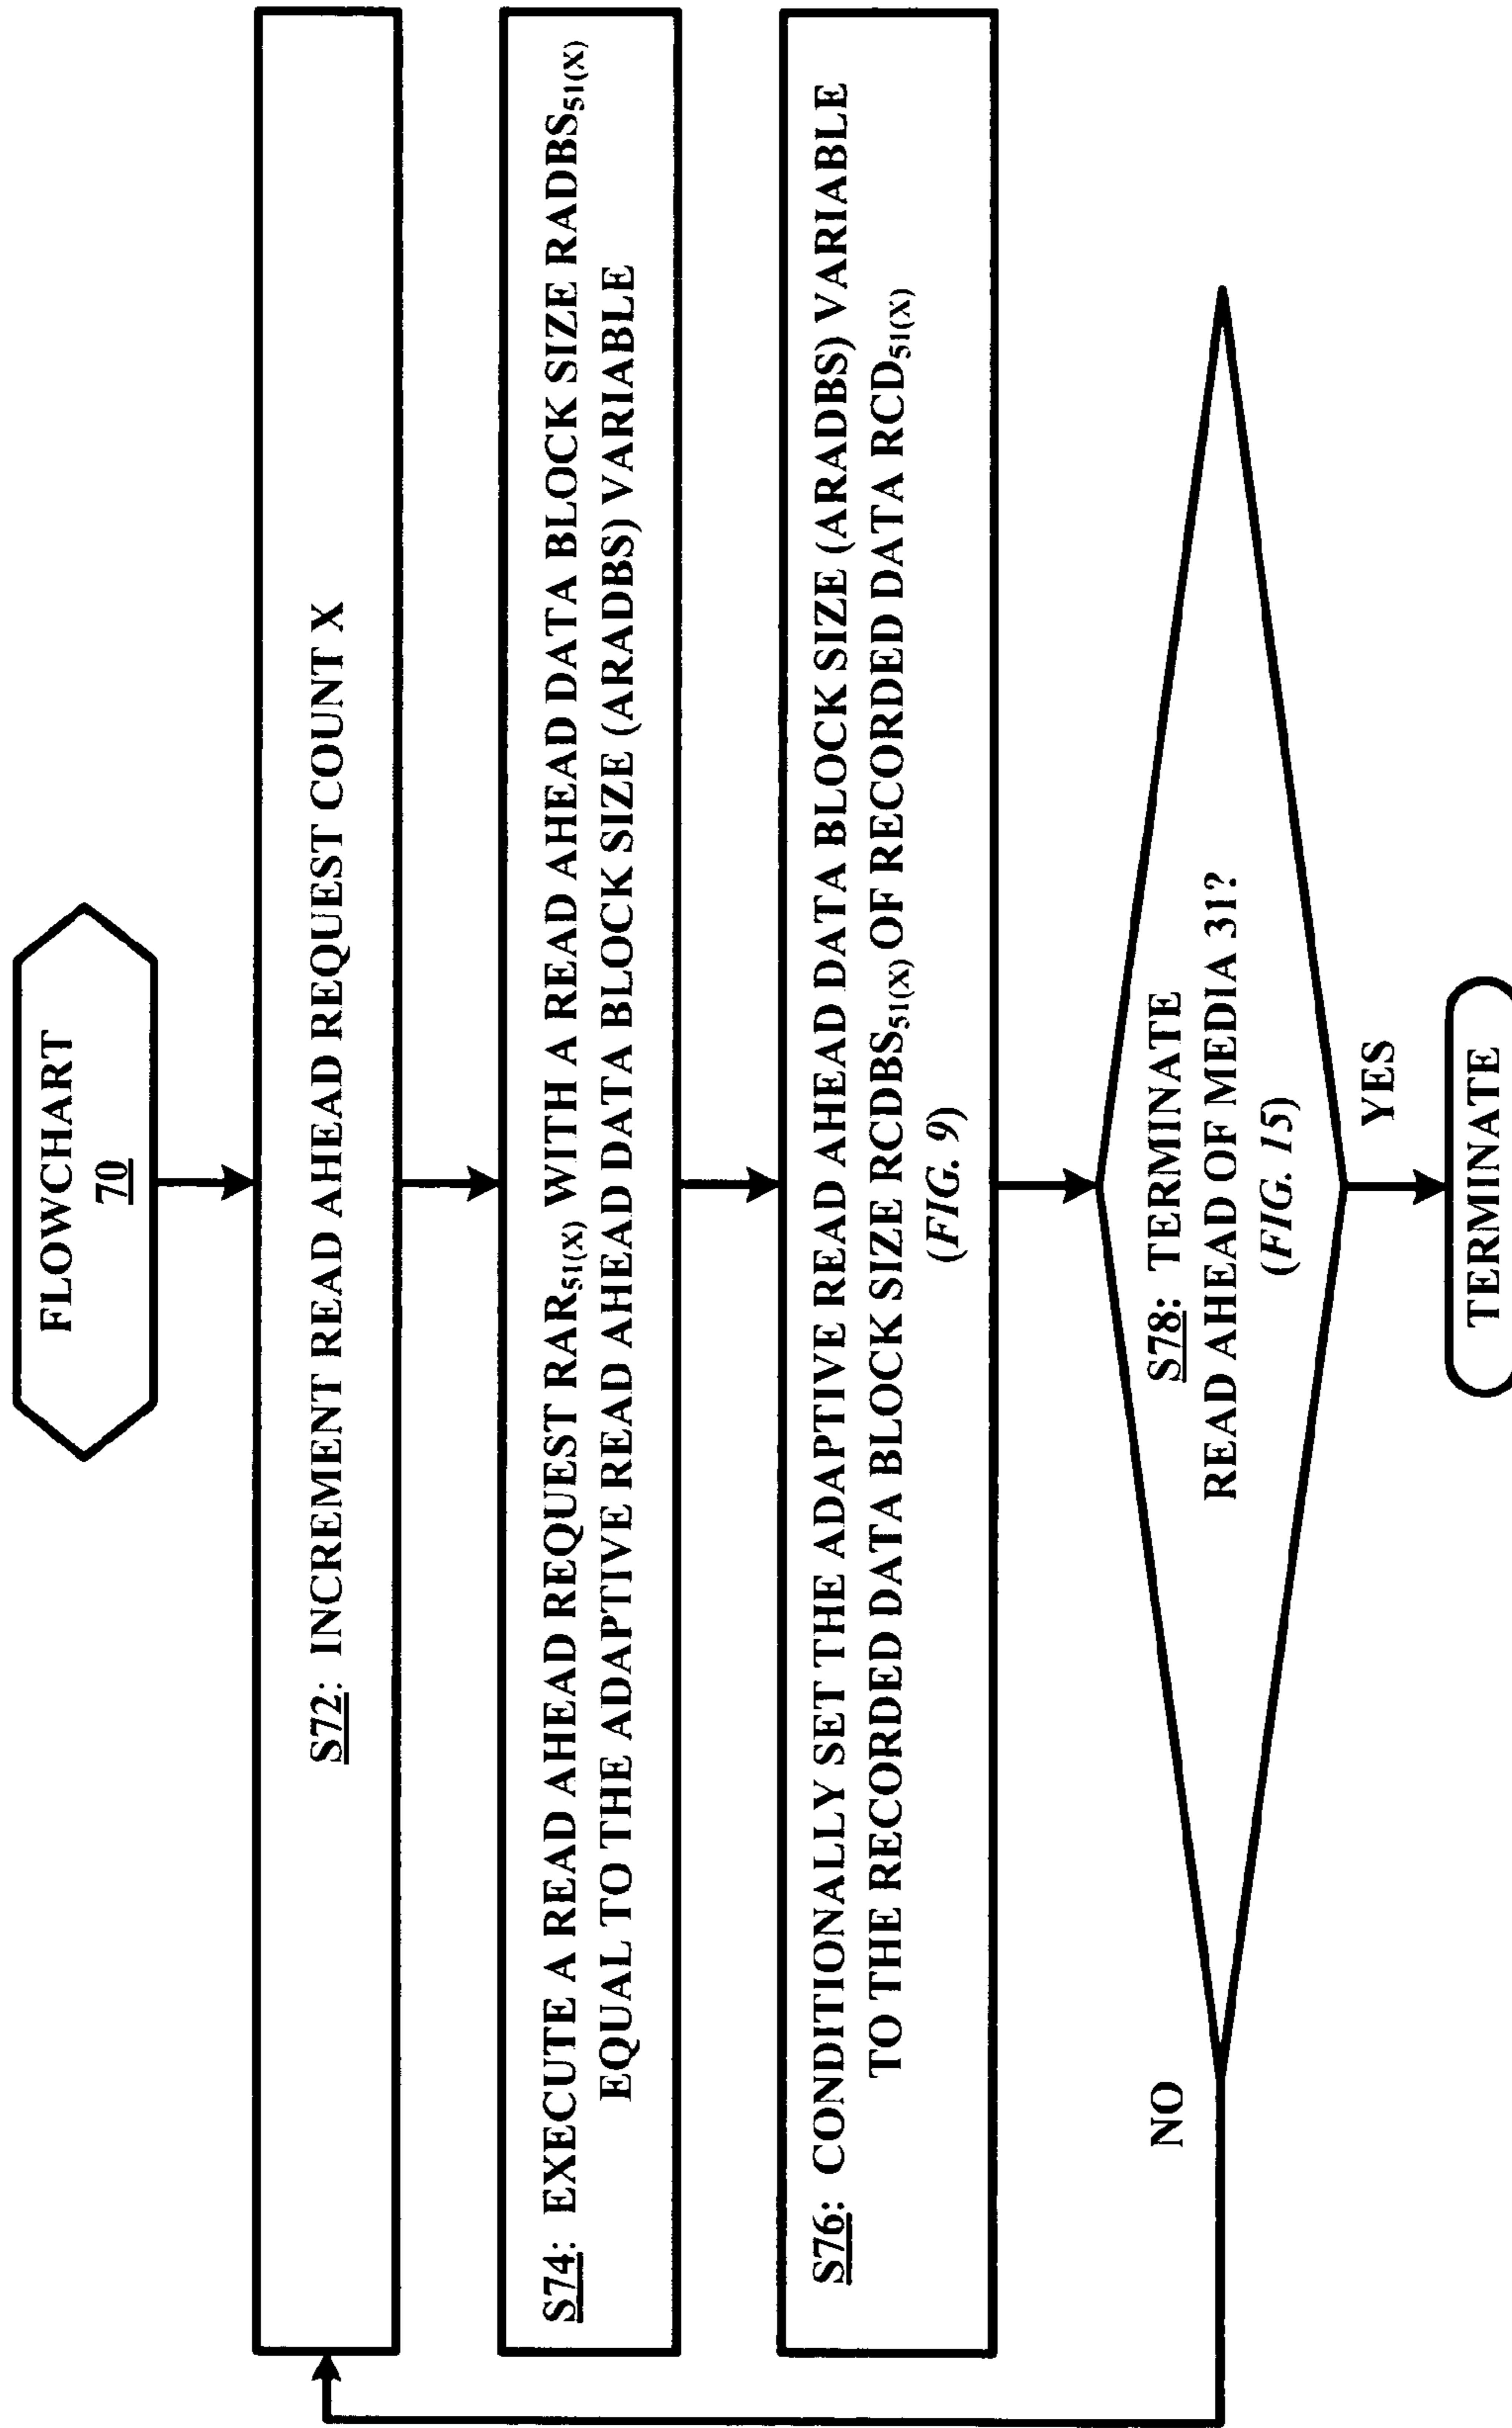 FLOWCHART
70
S72: INCREMENT READ AHEAD REQUEST COUNT X
S74: EXECUTE A READ AHEAD REQUEST RAR51(X) WITH A READ AHEAD DATA BLOCK SIZE RADBS51(X)
EQUAL TO THE ADAPTIVE READ AHEAD DATA BLOCK SIZE (ARADBS) VARIABLE
S76: CONDITIONALLY SET THE ADAPTIVE READ AHEAD DATA BLOCK SIZE (ARADBS) VARIABLE
TO THE RECORDED DATA BLOCK SIZE RCDBS51(X) OF RECORDED DATA RCD51(X)
(FIG. 9)
S78: TERMINATE
READ AHEAD OF MEDIA 31?
(FIG. 15)
NO
YES
TERMINATE